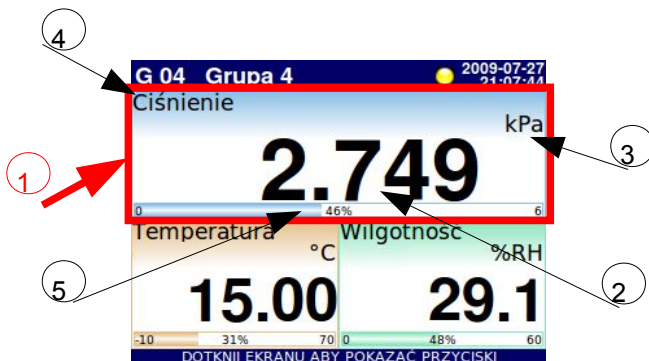 4
G 04 Grupa 4 2009-07-27
21:07:44
Ciśnienie
kPa
3
1
2.749
0 46% 6
Temperatura Wilgotność
°C %RH
5
2
15.00 29.1
-10 31% 70 0 48% 60
DOTKNIJ EKRANU ABY POKAZAĆ PRZYCISKI